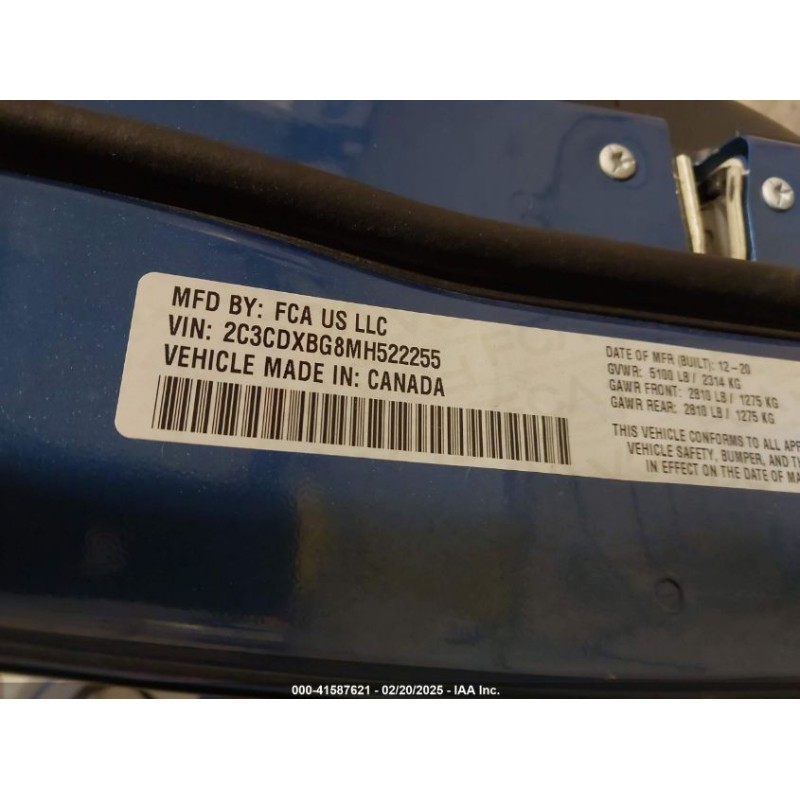 MFD BY: FCA US LLC
VIN: 2C3CDXBG8MH522255
VEHICLE MADE IN: CANADA
DATE OF MFR (BUILT): 12-20
GVWR: 5100 LB / 2314 KG
GAWR FRONT: 2810 LB / 1275 KG
GAWR REAR: 2810 LB / 1275 KG
THIS VEHICLE CONFORMS TO ALL
VEHICLE SAFETY, BUMPER, AND
IN EFFECT ON THE DATE OF
000-41587621 - 02/20/2025 - IAA Inc.